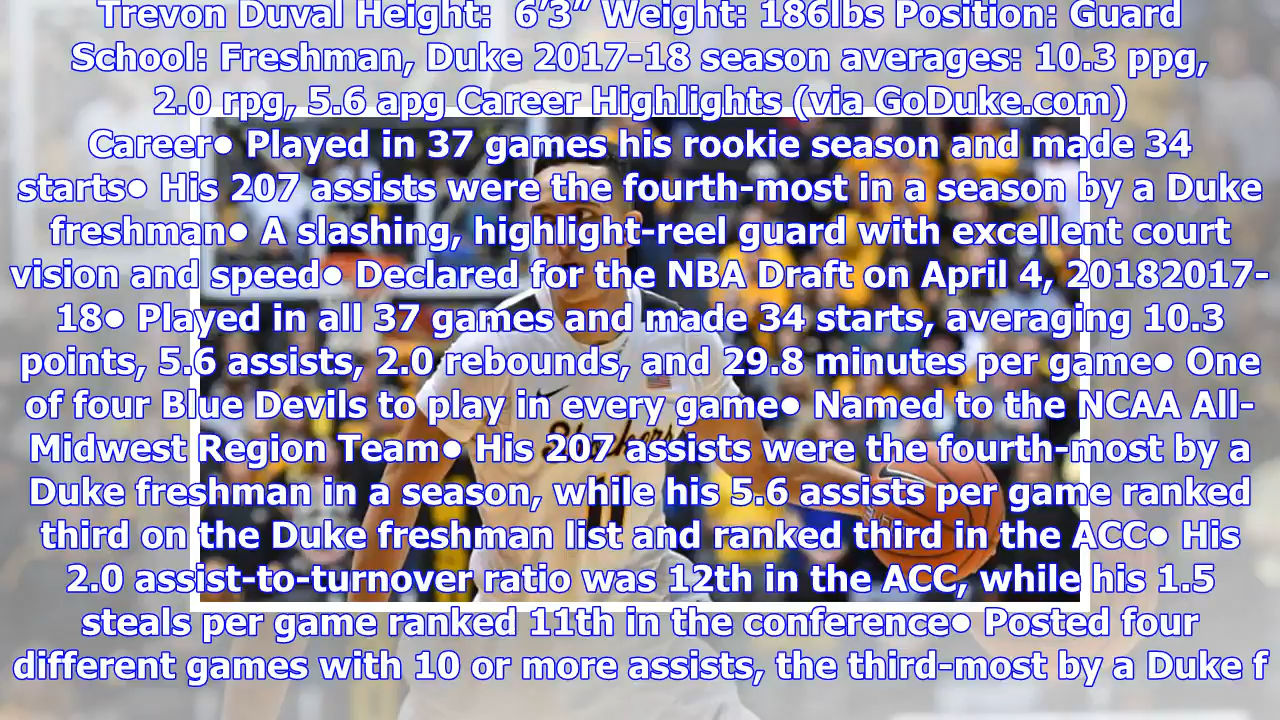 Trevon Duval Height:  6’3” Weight: 186lbs Position: Guard
School: Freshman, Duke 2017-18 season averages: 10.3 ppg,
2.0 rpg, 5.6 apg Career Highlights (via GoDuke.com)
Career● Played in 37 games his rookie season and made 34
starts● His 207 assists were the fourth-most in a season by a Duke
freshman● A slashing, highlight-reel guard with excellent court
vision and speed● Declared for the NBA Draft on April 4, 20182017-
18● Played in all 37 games and made 34 starts, averaging 10.3
points, 5.6 assists, 2.0 rebounds, and 29.8 minutes per game● One
of four Blue Devils to play in every game● Named to the NCAA All-
Midwest Region Team● His 207 assists were the fourth-most by a
Duke freshman in a season, while his 5.6 assists per game ranked
third on the Duke freshman list and ranked third in the ACC● His
2.0 assist-to-turnover ratio was 12th in the ACC, while his 1.5
steals per game ranked 11th in the conference● Posted four
different games with 10 or more assists, the third-most by a Duke f
Shockers
11